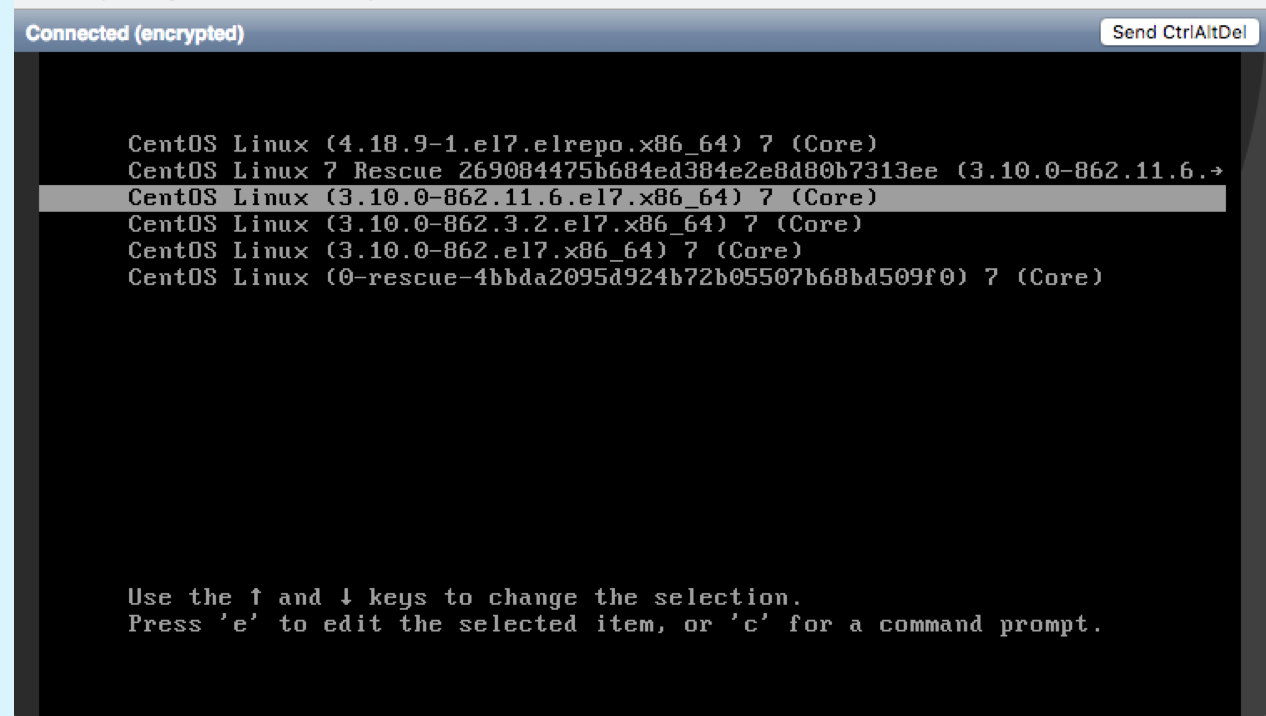 Connected (encrypted)
Send CtrlAltDel
CentOS Linux (4.18.9-1.el7.elrepo.x86_64) 7 (Core)
CentOS Linux 7 Rescue 269084475b684ed384e2e8d80b7313ee (3.10.0-862.11.6.→
CentOS Linux (3.10.0-862.11.6.el7.x86_64) 7 (Core)
CentOS Linux (3.10.0-862.3.2.el7.x86_64) 7 (Core)
CentOS Linux (3.10.0-862.el7.x86_64) 7 (Core)
CentOS Linux (0-rescue-4bbda2095d924b72b05507b68bd509f0) 7 (Core)
Use the ↑ and ↓ keys to change the selection.
Press 'e' to edit the selected item, or 'c' for a command prompt.